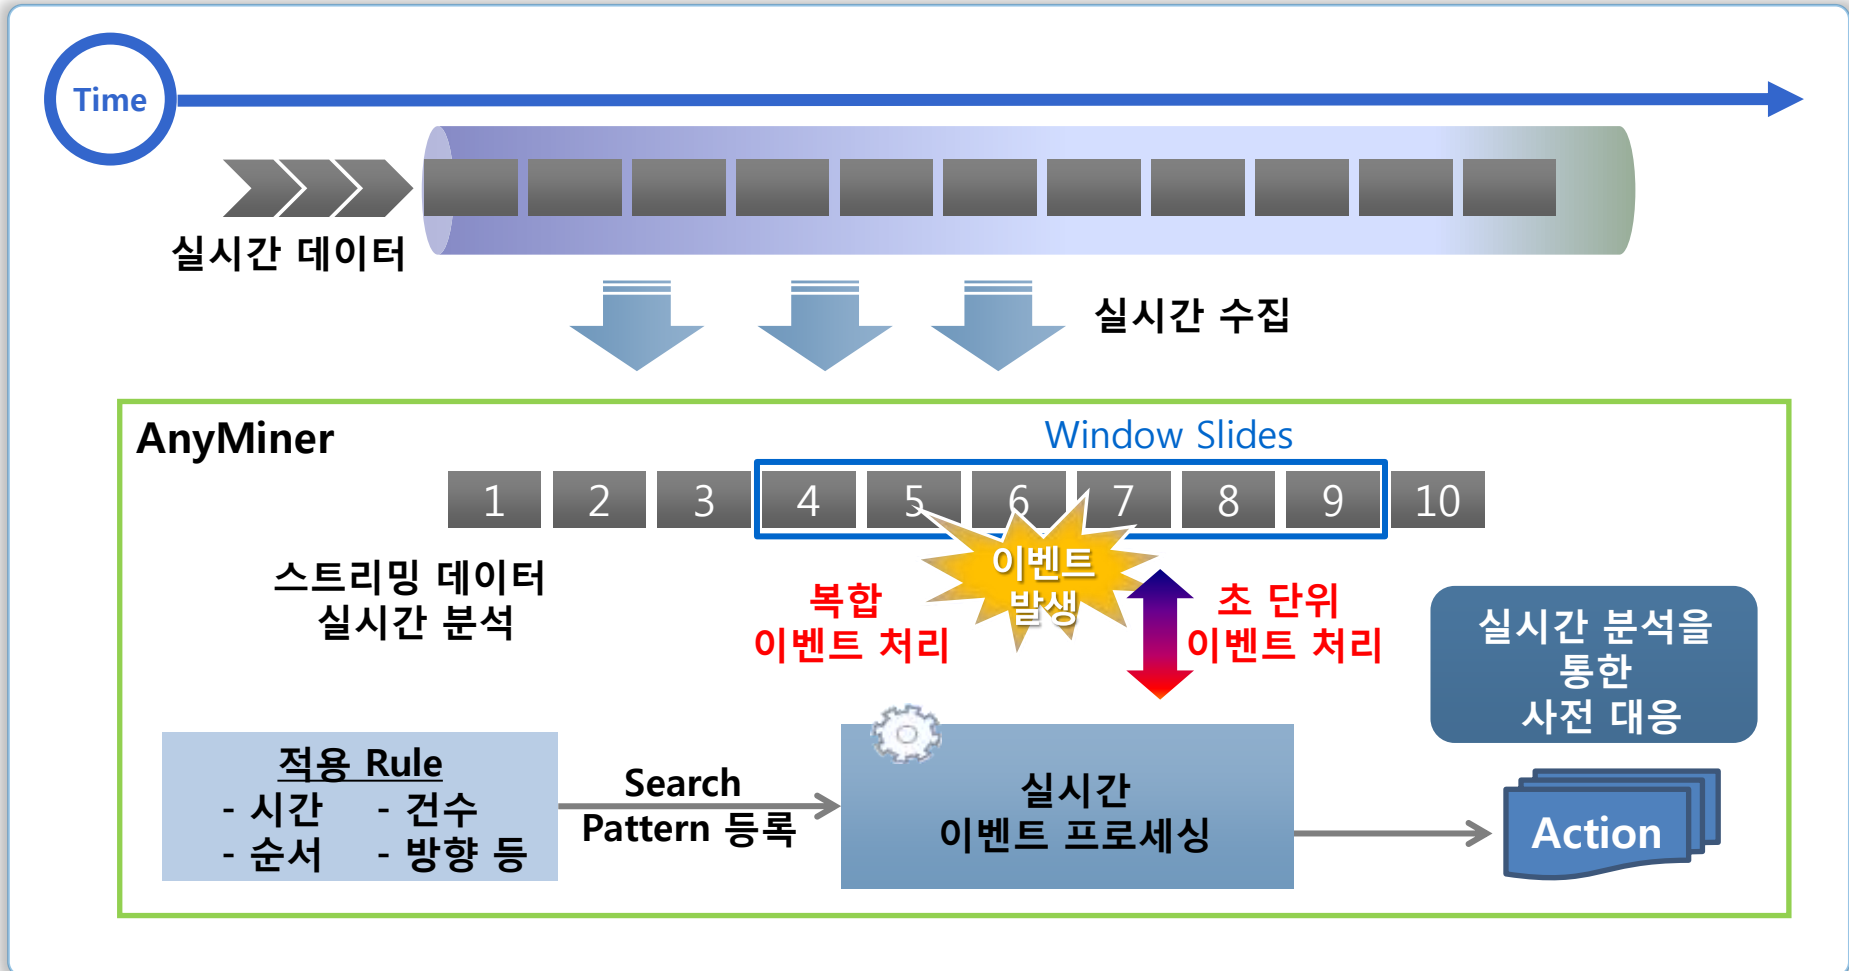 Time
실시간 데이터
실시간 수집
AnyMiner
Window Slides
1 2 3 4 5 6 7 8 9 10
스트리밍 데이터
실시간 분석
복합
이벤트 처리
이벤트
발생
초 단위
이벤트 처리
실시간 분석을
통한
사전 대응
적용 Rule
- 시간 - 건수
- 순서 - 방향 등
Search
Pattern 등록
실시간
이벤트 프로세싱
Action